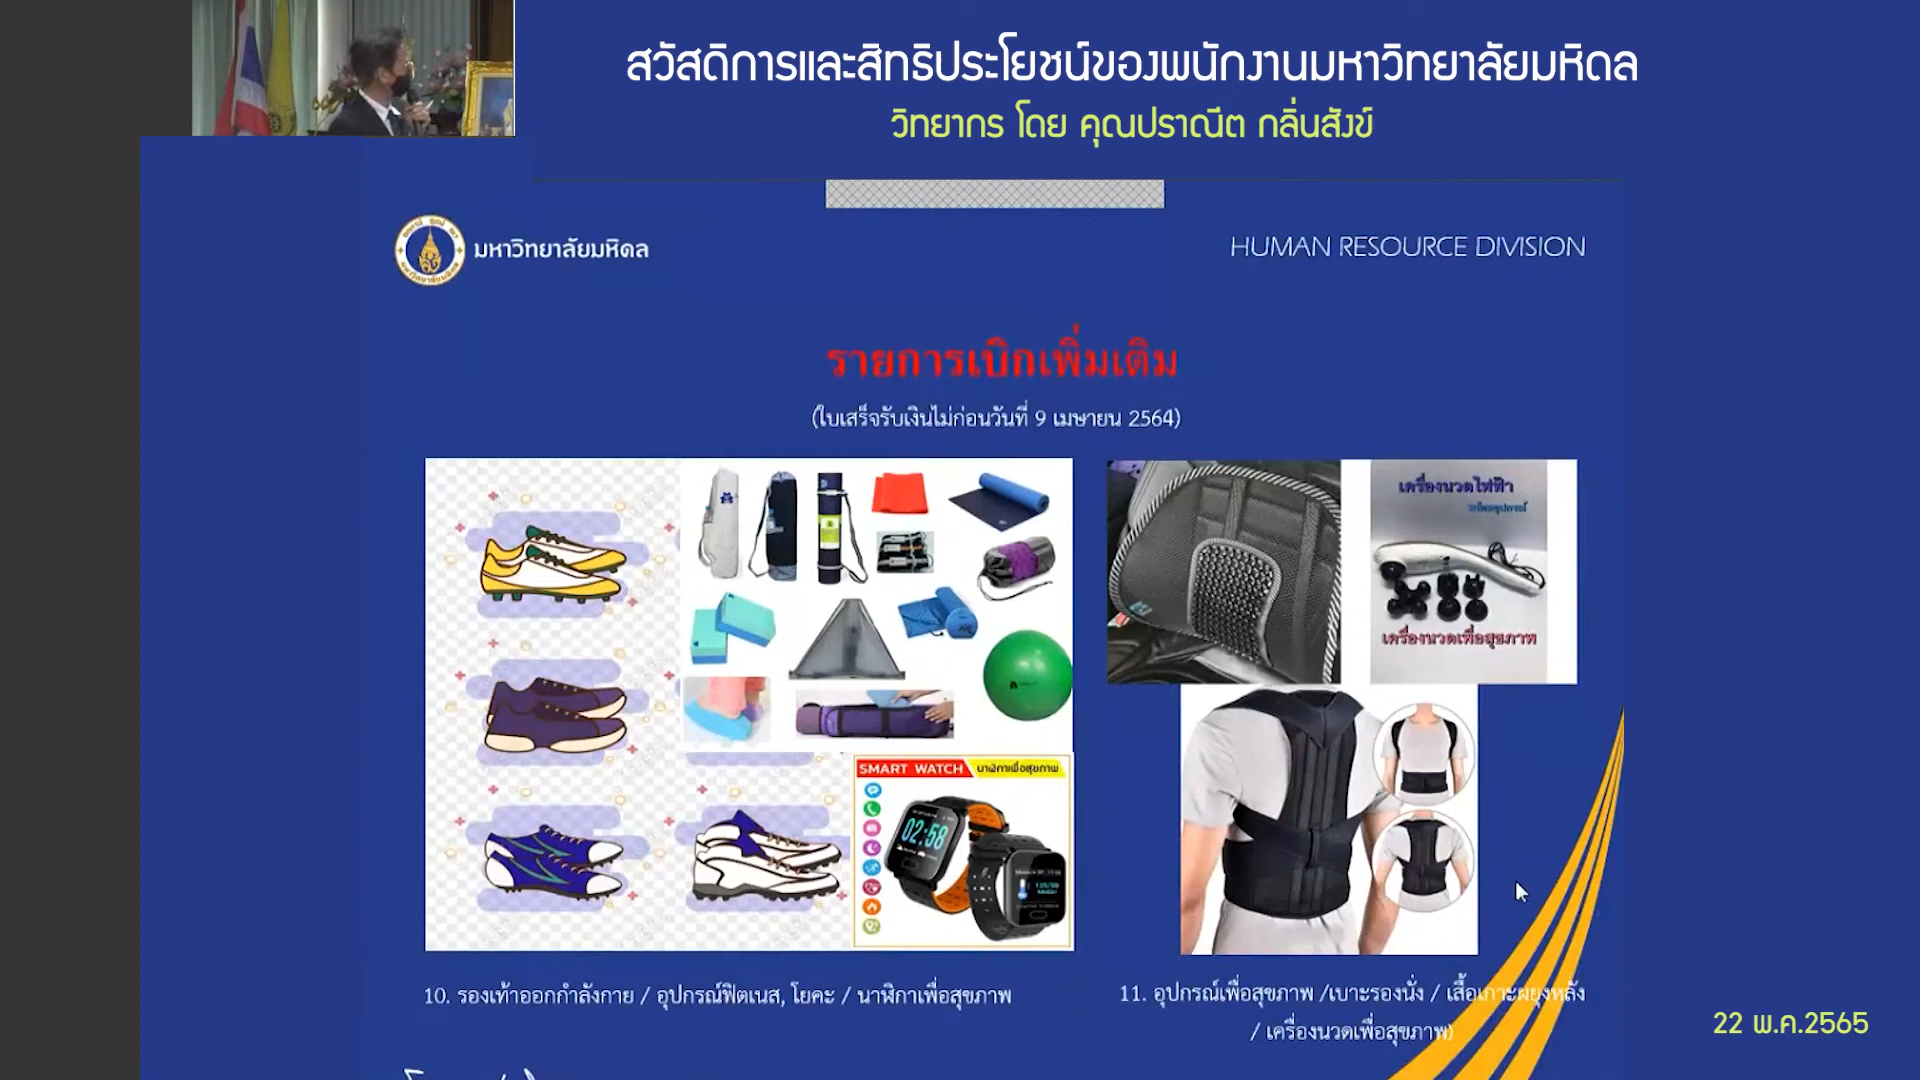 สวัสดิการและสิทธิประโยชน์ของพนักงานมหาวิทยาลัยมหิดล
วิทยากร โดย คุณปราณีต กลิ่นสังข์
มหาวิทยาลัยมหิดล
HUMAN RESOURCE DIVISION
รายการเบิกเพิ่มเติม
(ใบเสร็จรับเงินไม่ก่อนวันที่ 9 เมษายน 2564)
เครื่องนวดไฟฟ้า
เครื่องนวดเพื่อสุขภาพ
SMART WATCH นาฬิกาเพื่อสุขภาพ
02:58
10. รองเท้าออกกำลังกาย / อุปกรณ์ฟิตเนส, โยคะ / นาฬิกาเพื่อสุขภาพ
11. อุปกรณ์เพื่อสุขภาพ /เบาะรองนั่ง / เสื้อเกาะผยุงหลัง
/ เครื่องนวดเพื่อสุขภาพ)
22 พ.ค.2565